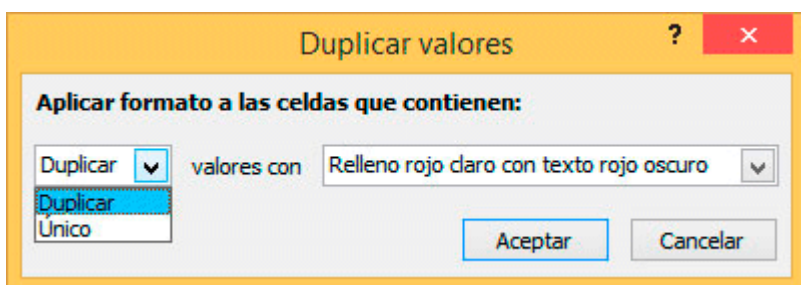 Duplicar valores ?
Aplicar formato a las celdas que contienen:
Duplicar valores con Relleno rojo claro con texto rojo oscuro
Duplicar
Único
Aceptar Cancelar